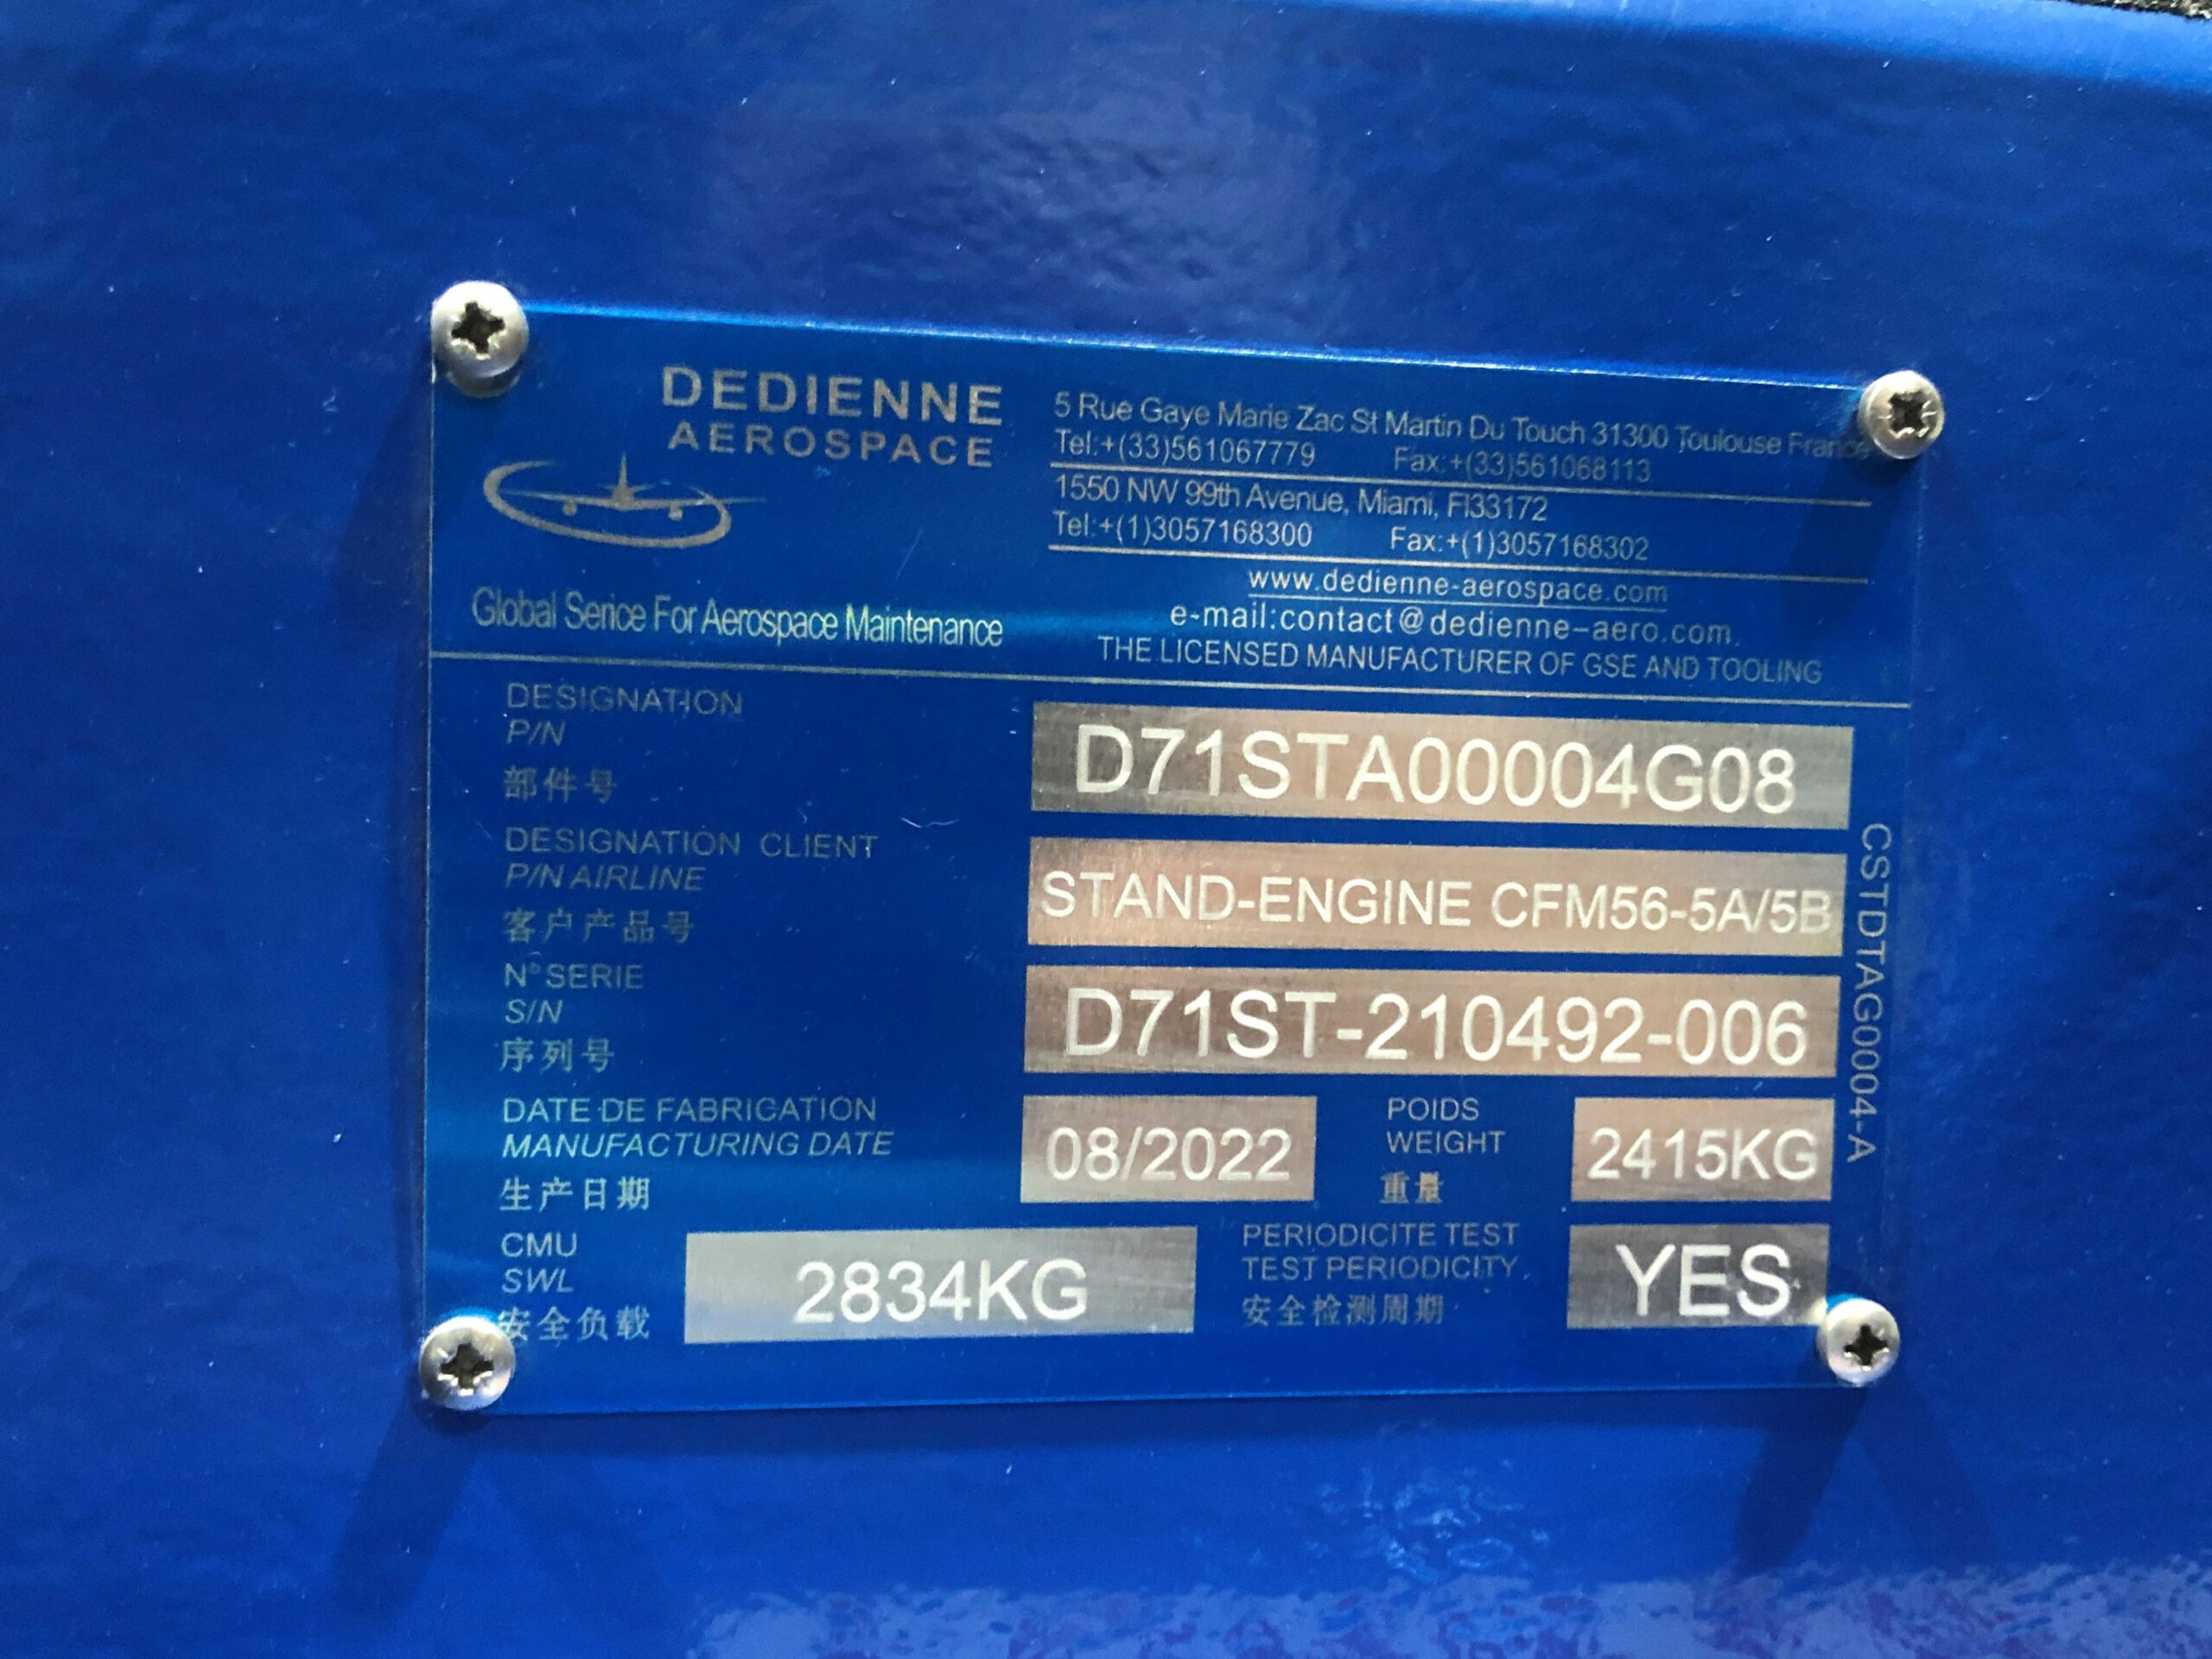 DEDIENNE
AEROSPACE
Global Serice For Aerospace Maintenance
5 Rue Gaye Marie Zac St Martin Du Touch 31300 Toulouse France
Tel:+(33)561067779 Fax:+(33)561068113
1550 NW 99th Avenue, Miami, Fl33172
Tel:+(1)3057168300 Fax:+(1)3057168302
www.dedienne-aerospace.com
e-mail:contact@dedienne-aero.com.
THE LICENSED MANUFACTURER OF GSE AND TOOLING
DESIGNATION
P/N
部件号
D71STA00004G08
DESIGNATION CLIENT
P/N AIRLINE
客户产品号
STAND-ENGINE CFM56-5A/5B
N° SERIE
S/N
序列号
D71ST-210492-006
DATE DE FABRICATION
MANUFACTURING DATE
生产日期
08/2022
POIDS
WEIGHT
重量
2415KG
CMU
SWL
安全负载
2834KG
PERIODICITE TEST
TEST PERIODICITY
安全检测周期
YES
CSTDTAG0004-A